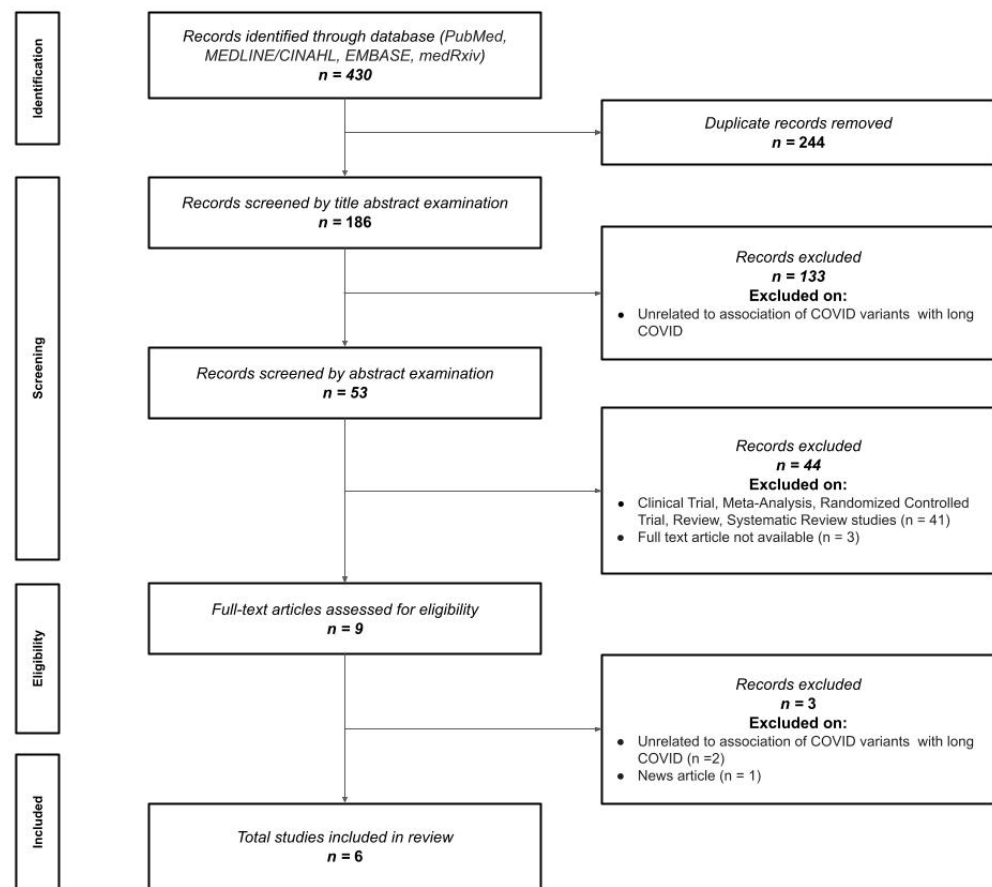 Identification
Records identified through database (PubMed,
MEDLINE/CINAHL, EMBASE, medRxiv)
n = 430
Duplicate records removed
n = 244
Screening
Records screened by title abstract examination
n = 186
Records excluded
n = 133
Excluded on:
● Unrelated to association of COVID variants with long
COVID
Records screened by abstract examination
n = 53
Records excluded
n = 44
Excluded on:
● Clinical Trial, Meta-Analysis, Randomized Controlled
Trial, Review, Systematic Review studies (n = 41)
● Full text article not available (n = 3)
Eligibility
Full-text articles assessed for eligibility
n = 9
Records excluded
n = 3
Excluded on:
● Unrelated to association of COVID variants with long
COVID (n =2)
● News article (n = 1)
Included
Total studies included in review
n = 6